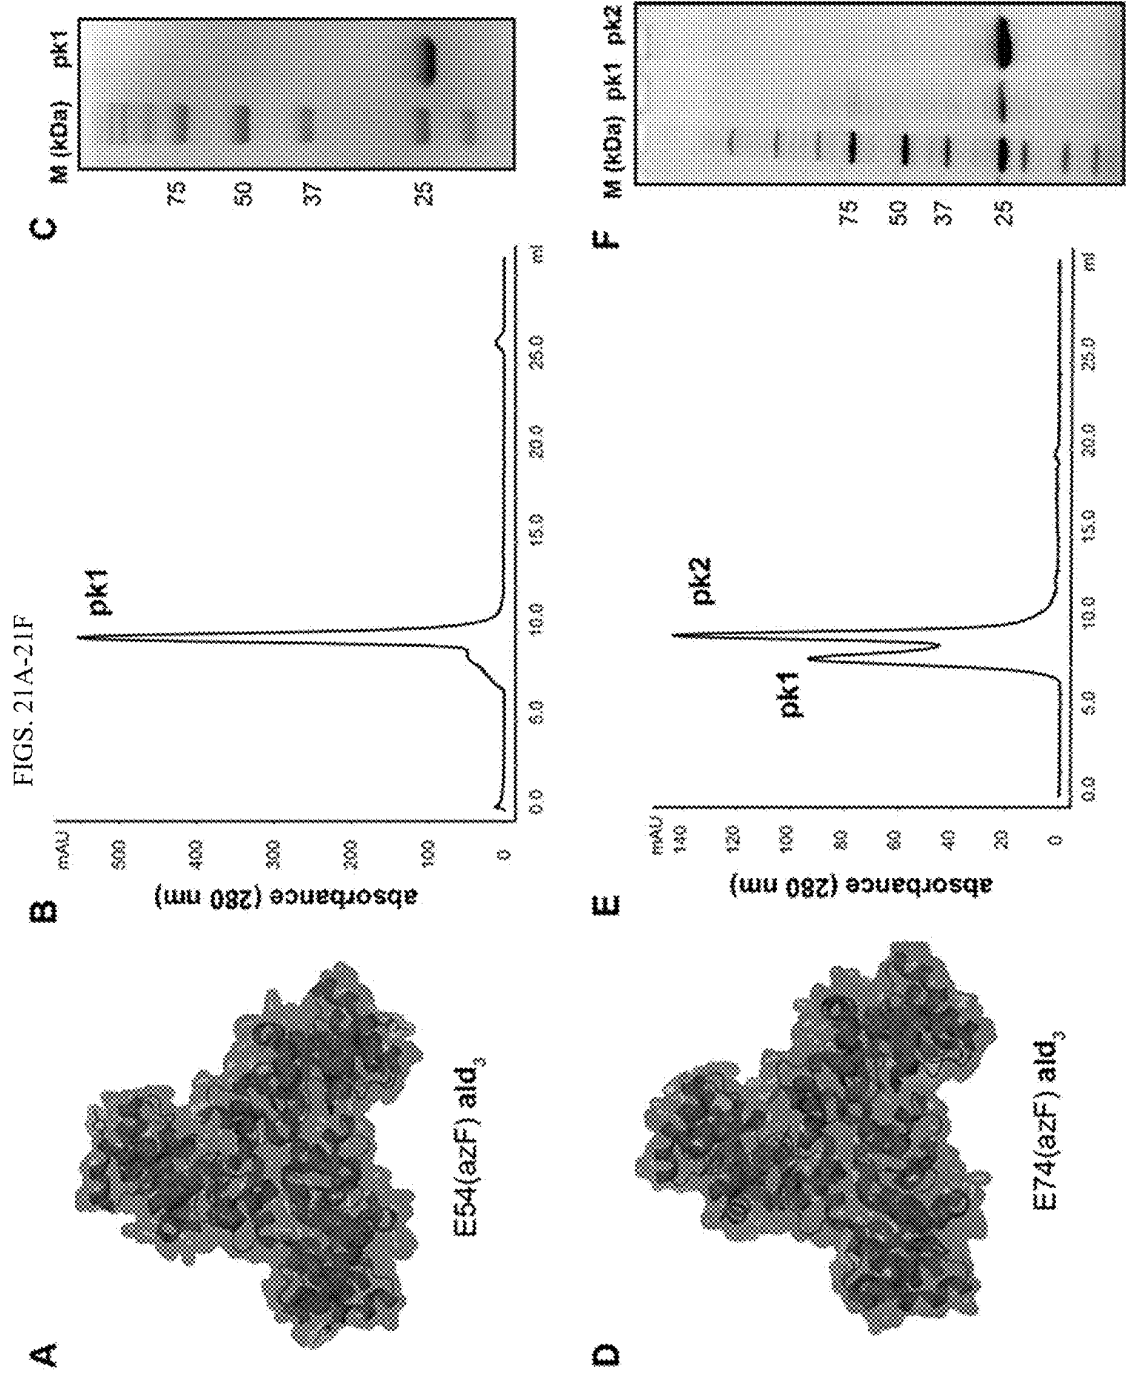 FIGS. 21A-21F
A
E54(azF) ald3
B
mAU
500
400
300
200
100
0
absorbance (280 nm)
pk1
0.0
5.0
10.0
15.0
20.0
25.0
ml
C
M (kDa) pk1
75
50
37
25
D
E74(azF) ald3
E
mAU
140
120
100
80
60
40
20
0
absorbance (280 nm)
pk1
pk2
0.0
5.0
10.0
15.0
20.0
25.0
ml
F
M (kDa) pk1 pk2
75
50
37
25